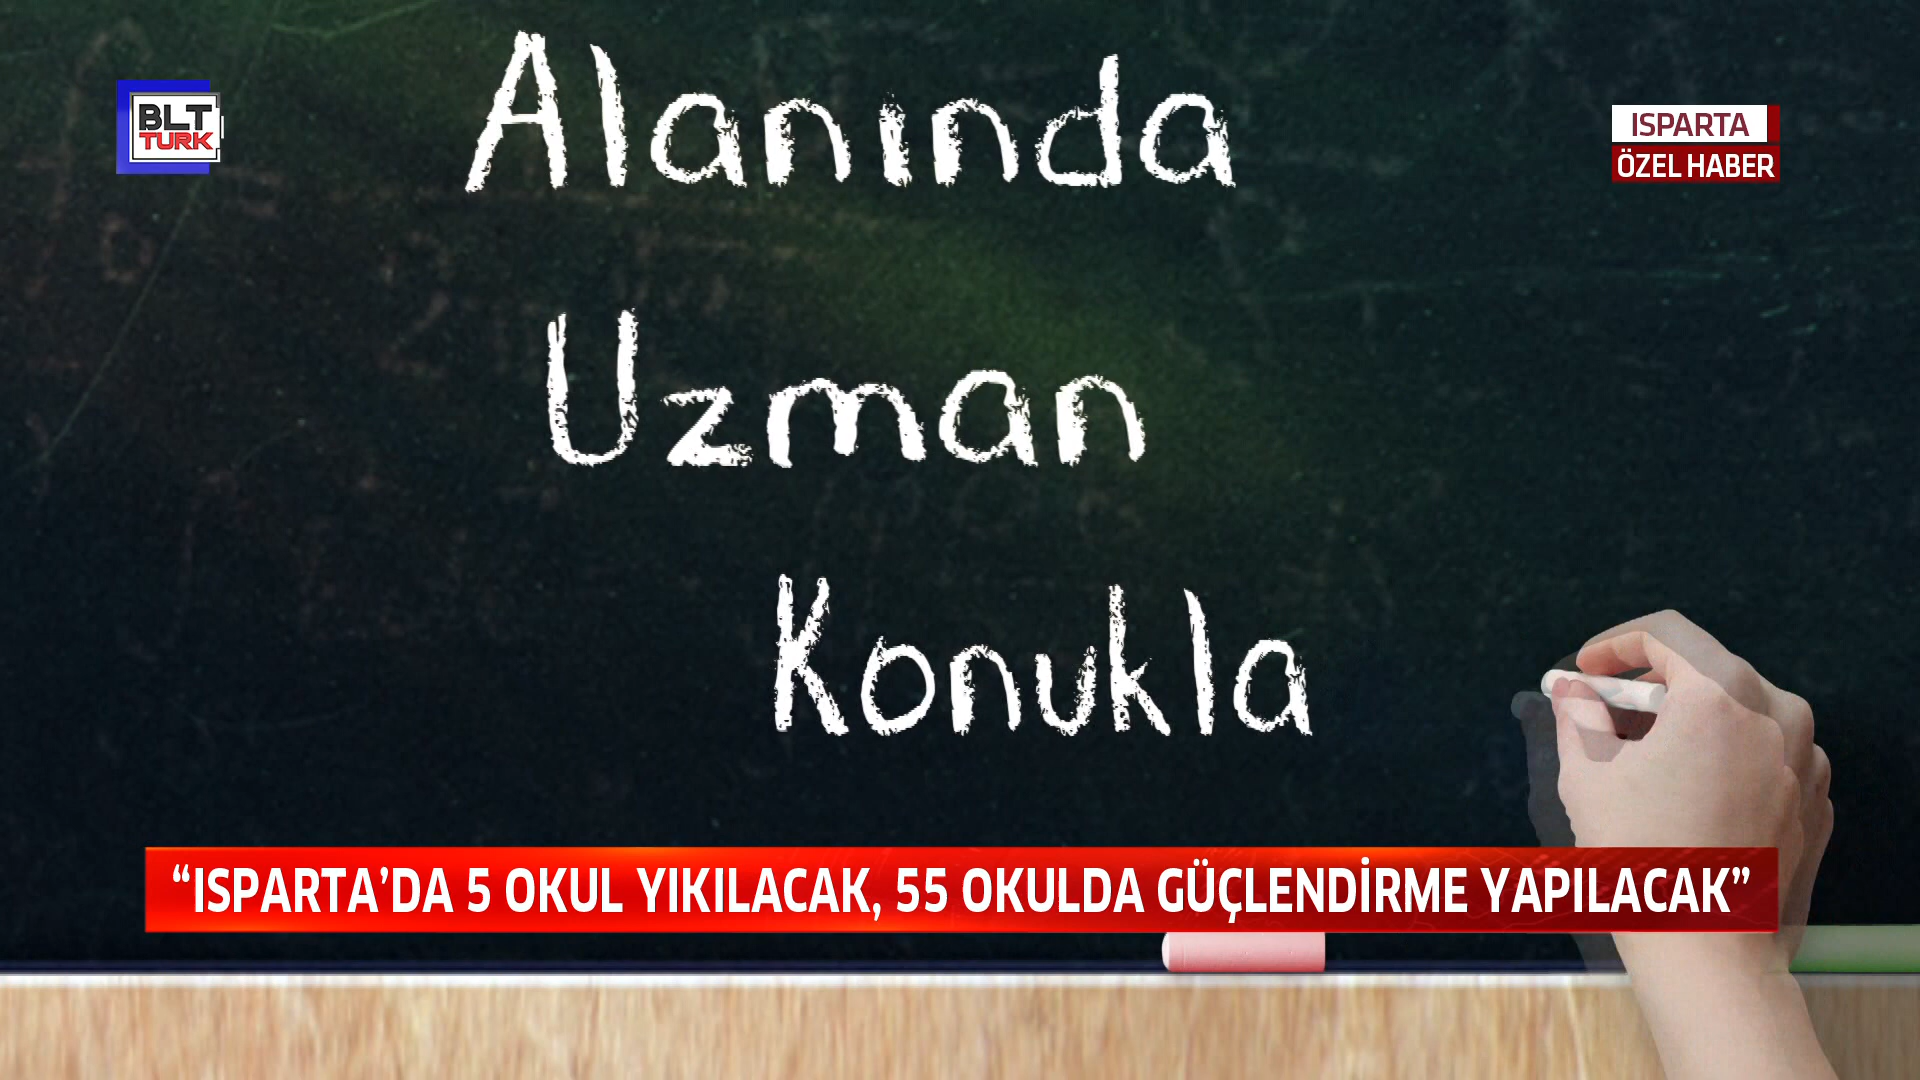 Alanında
BLT
TURK
ISPARTA
ÖZEL HABER
Uzman
Konukla
“ISPARTA’DA 5 OKUL YIKILACAK, 55 OKULDA GÜÇLENDİRME YAPILACAK”